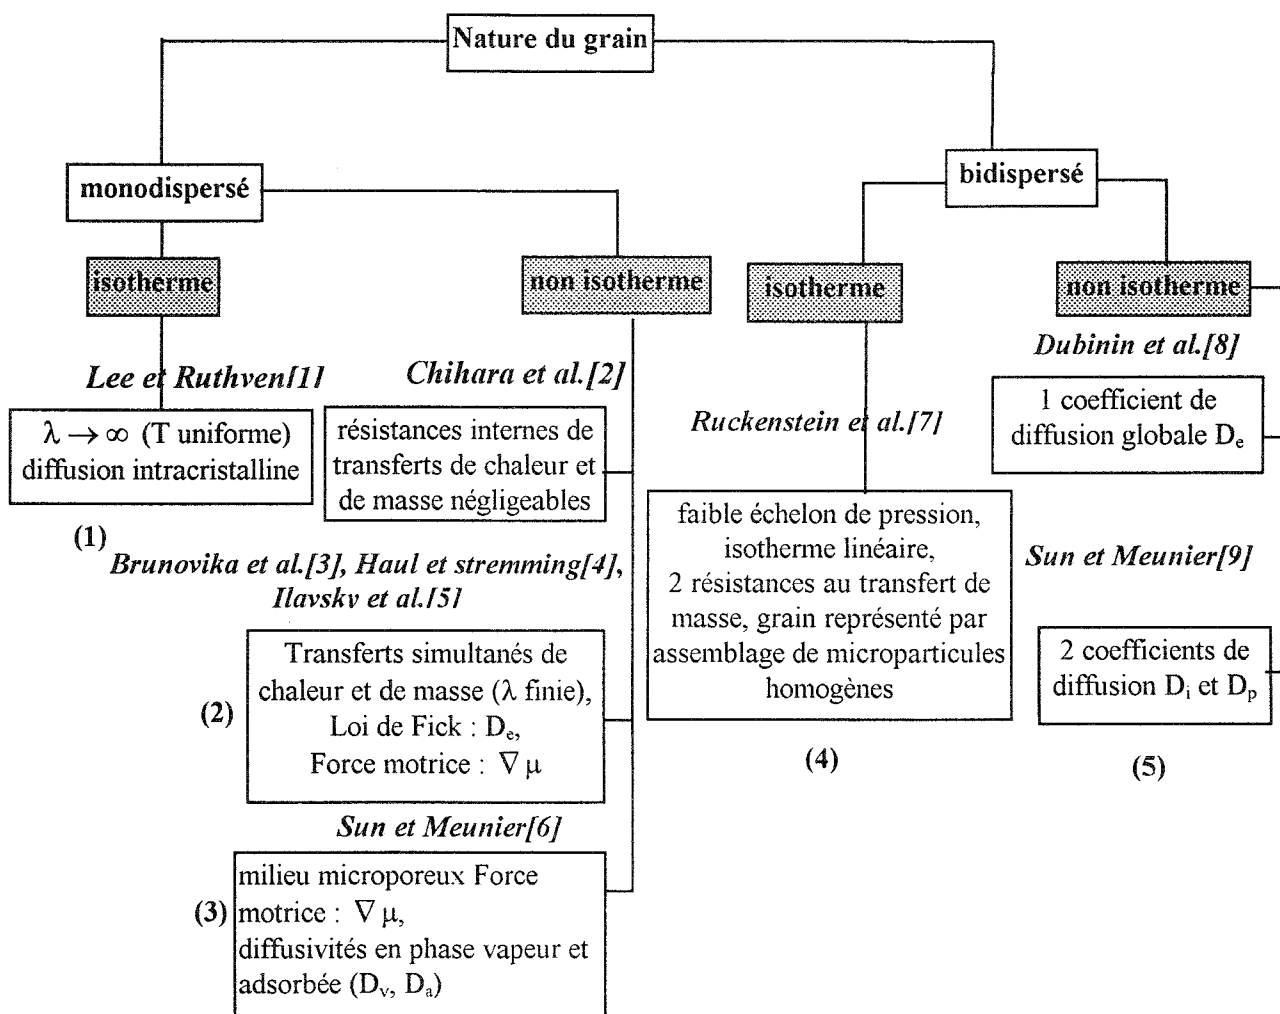 Nature du grain
monodispersé
bidispersé
isotherme
non isotherme
isotherme
non isotherme
Lee et Ruthven[1]
λ → ∞ (T uniforme)
diffusion intracristalline
(1)
Chihara et al.[2]
résistances internes de
transferts de chaleur et
de masse négligeables
Brunovika et al.[3], Haul et stremming[4],
Ilavsky et al.[5]
(2)
Transferts simultanés de
chaleur et de masse (λ finie),
Loi de Fick : Dₑ,
Force motrice : ∇ μ
Sun et Meunier[6]
(3)
milieu microporeux Force
motrice : ∇ μ,
diffusivités en phase vapeur et
adsorbée (Dᵥ, Dₐ)
Ruckenstein et al.[7]
faible échelon de pression,
isotherme linéaire,
2 résistances au transfert de
masse, grain représenté par
assemblage de microparticules
homogènes
(4)
Dubinin et al.[8]
1 coefficient de
diffusion globale Dₑ
Sun et Meunier[9]
2 coefficients de
diffusion Dᵢ et Dₚ
(5)